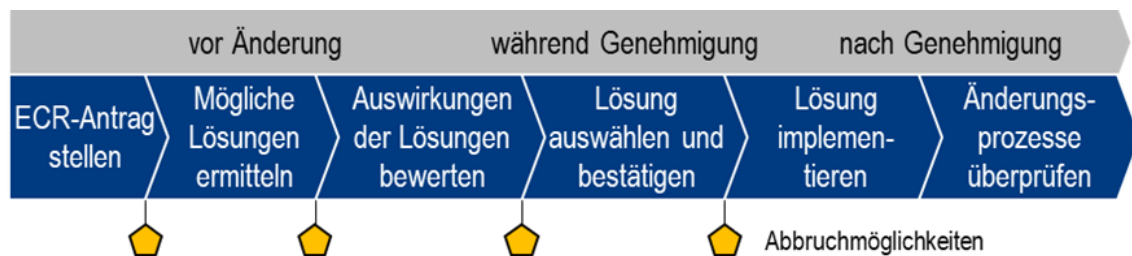 vor Änderung
während Genehmigung
nach Genehmigung
ECR-Antrag
stellen
Mögliche
Lösungen
ermitteln
Auswirkungen
der Lösungen
bewerten
Lösung
auswählen und
bestätigen
Lösung
implemen-
tieren
Änderungs-
prozesse
überprüfen
Abbruchmöglichkeiten